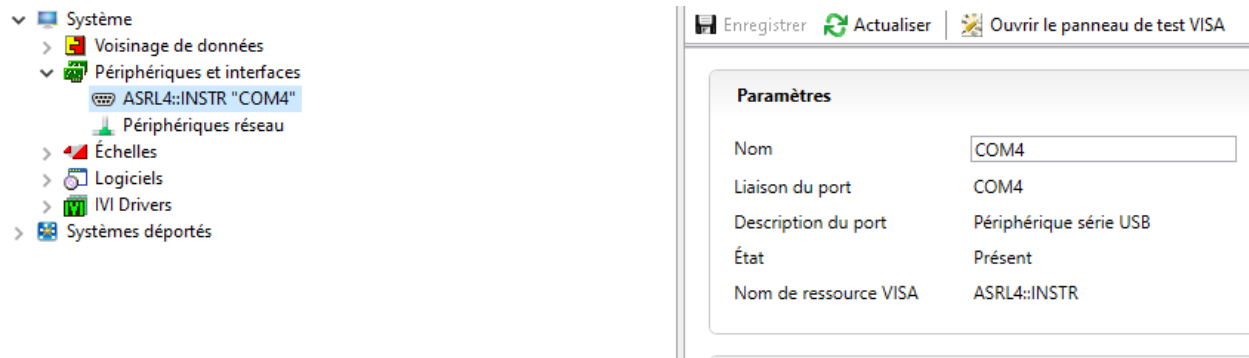 Système
Voisinage de données
Périphériques et interfaces
ASRL4::INSTR "COM4"
Périphériques réseau
Échelles
Logiciels
IVI Drivers
Systèmes déportés
Enregistrer Actualiser Ouvrir le panneau de test VISA
Paramètres
Nom COM4
Liaison du port COM4
Description du port Périphérique série USB
État Présent
Nom de ressource VISA ASRL4::INSTR